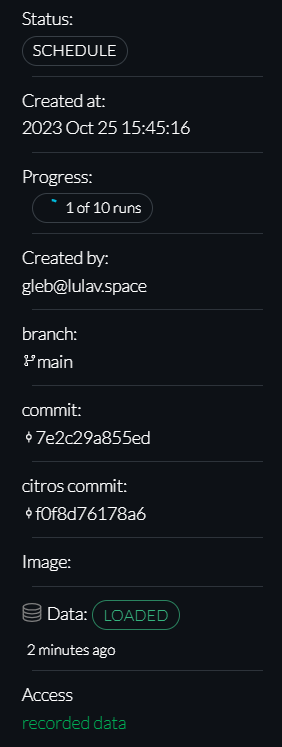 Status:
SCHEDULE
Created at:
2023 Oct 25 15:45:16
Progress:
1 of 10 runs
Created by:
gleb@lulav.space
branch:
main
commit:
7e2c29a855ed
citros commit:
f0f8d76178a6
Image:
Data: LOADED
2 minutes ago
Access
recorded data